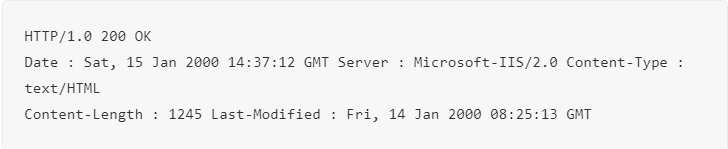 HTTP/1.0 200 OK
Date : Sat, 15 Jan 2000 14:37:12 GMT Server : Microsoft-IIS/2.0 Content-Type :
text/HTML
Content-Length : 1245 Last-Modified : Fri, 14 Jan 2000 08:25:13 GMT